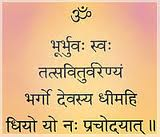 ॐ
भूर्भुवः स्वः
तत्सवितुर्वरेण्यं
भर्गो देवस्य धीमहि
धियो यो नः प्रचोदयात् ॥